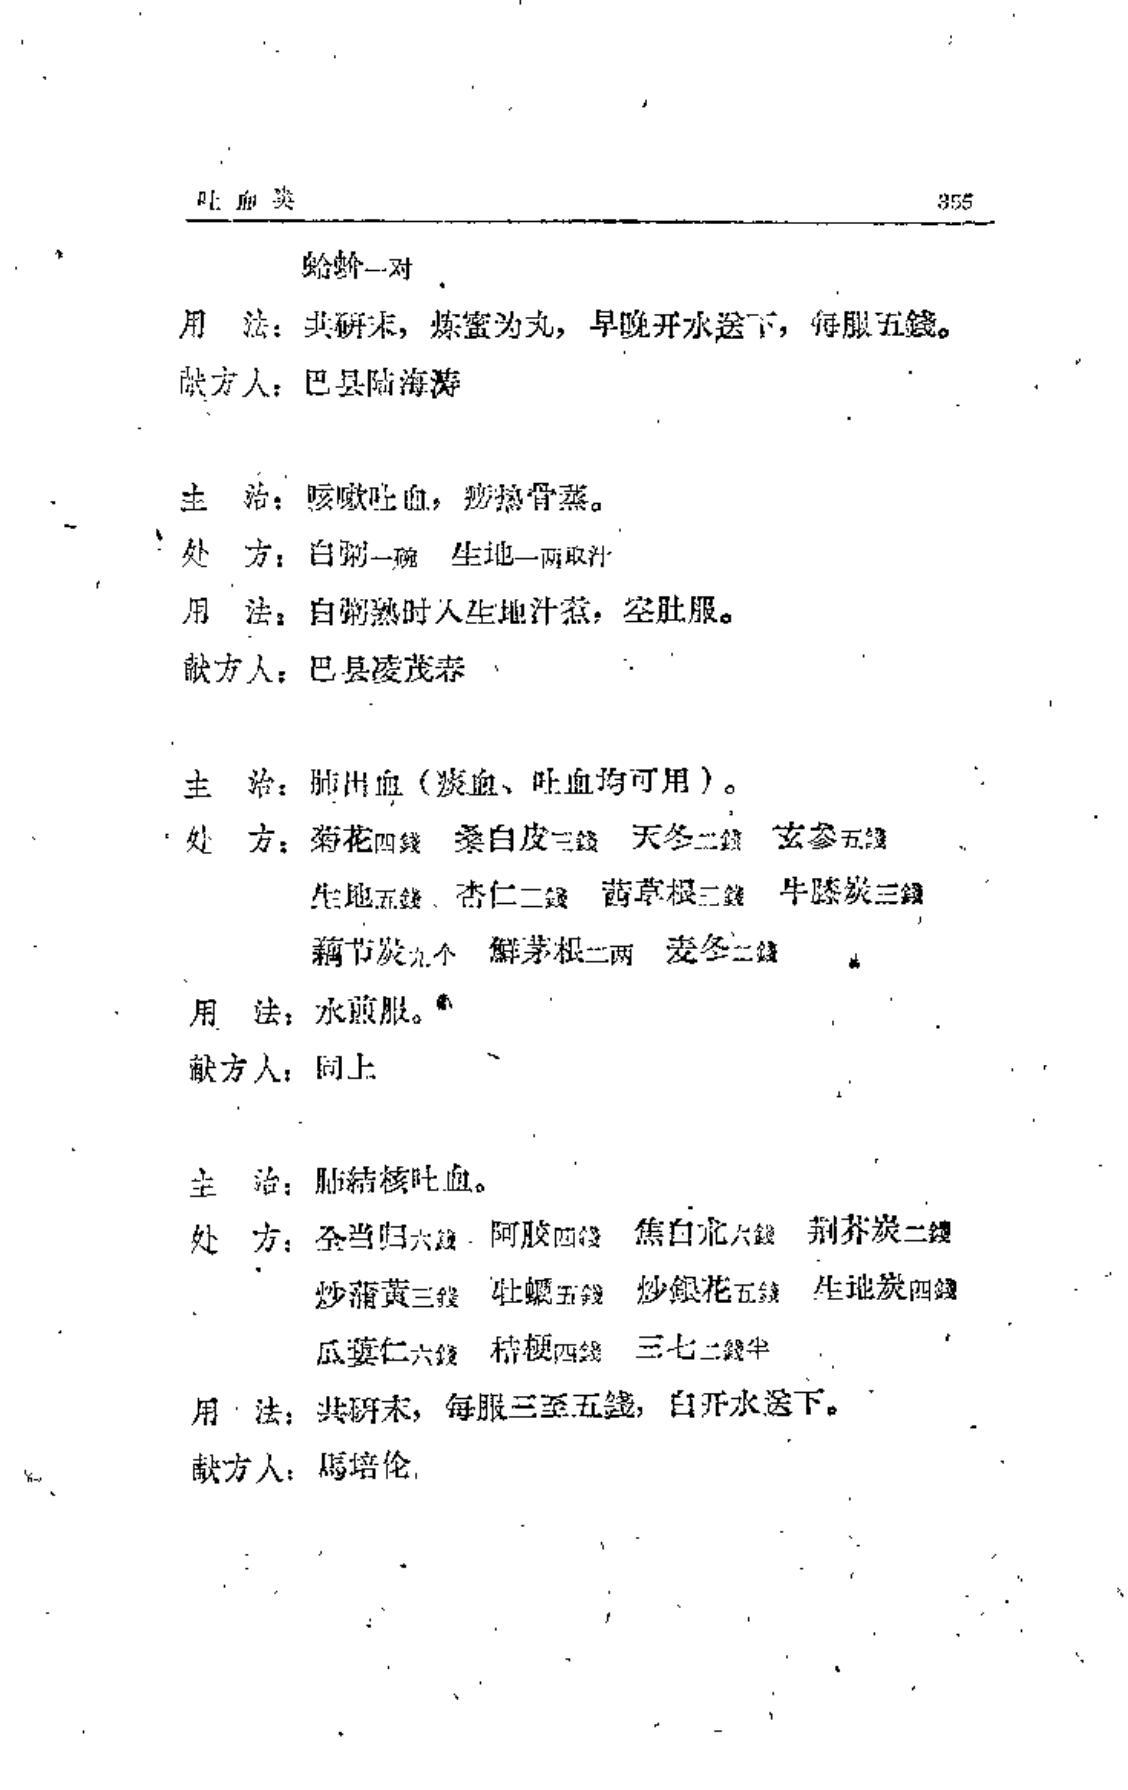 吐血类 355
蛤蚧一对
用　法：共研末，炼蜜为丸，早晚开水送下，每服五錢。
献方人：巴县陆海涛
主　治：咳嗽吐血，痨热骨蒸。
处　方：白粥一碗　生地一两取汁
用　法：白粥熟时入生地汁煮，空肚服。
献方人：巴县凌茂春
主　治：肺出血（痰血、吐血均可用）。
处　方：菊花四錢　桑白皮三錢　天冬二錢　玄参五錢
生地五錢　杏仁二錢　茜草根三錢　牛膝炭三錢
藕节炭九个　鮮茅根二两　麦冬二錢
用　法：水煎服。
献方人：同上
主　治：肺結核吐血。
处　方：全当归六錢　阿胶四錢　焦白朮六錢　荆芥炭二錢
炒蒲黄三錢　牡蠣五錢　炒銀花五錢　生地炭四錢
瓜蔞仁六錢　桔梗四錢　三七二錢半
用　法：共研末，每服三至五錢，白开水送下。
献方人：馬培伦